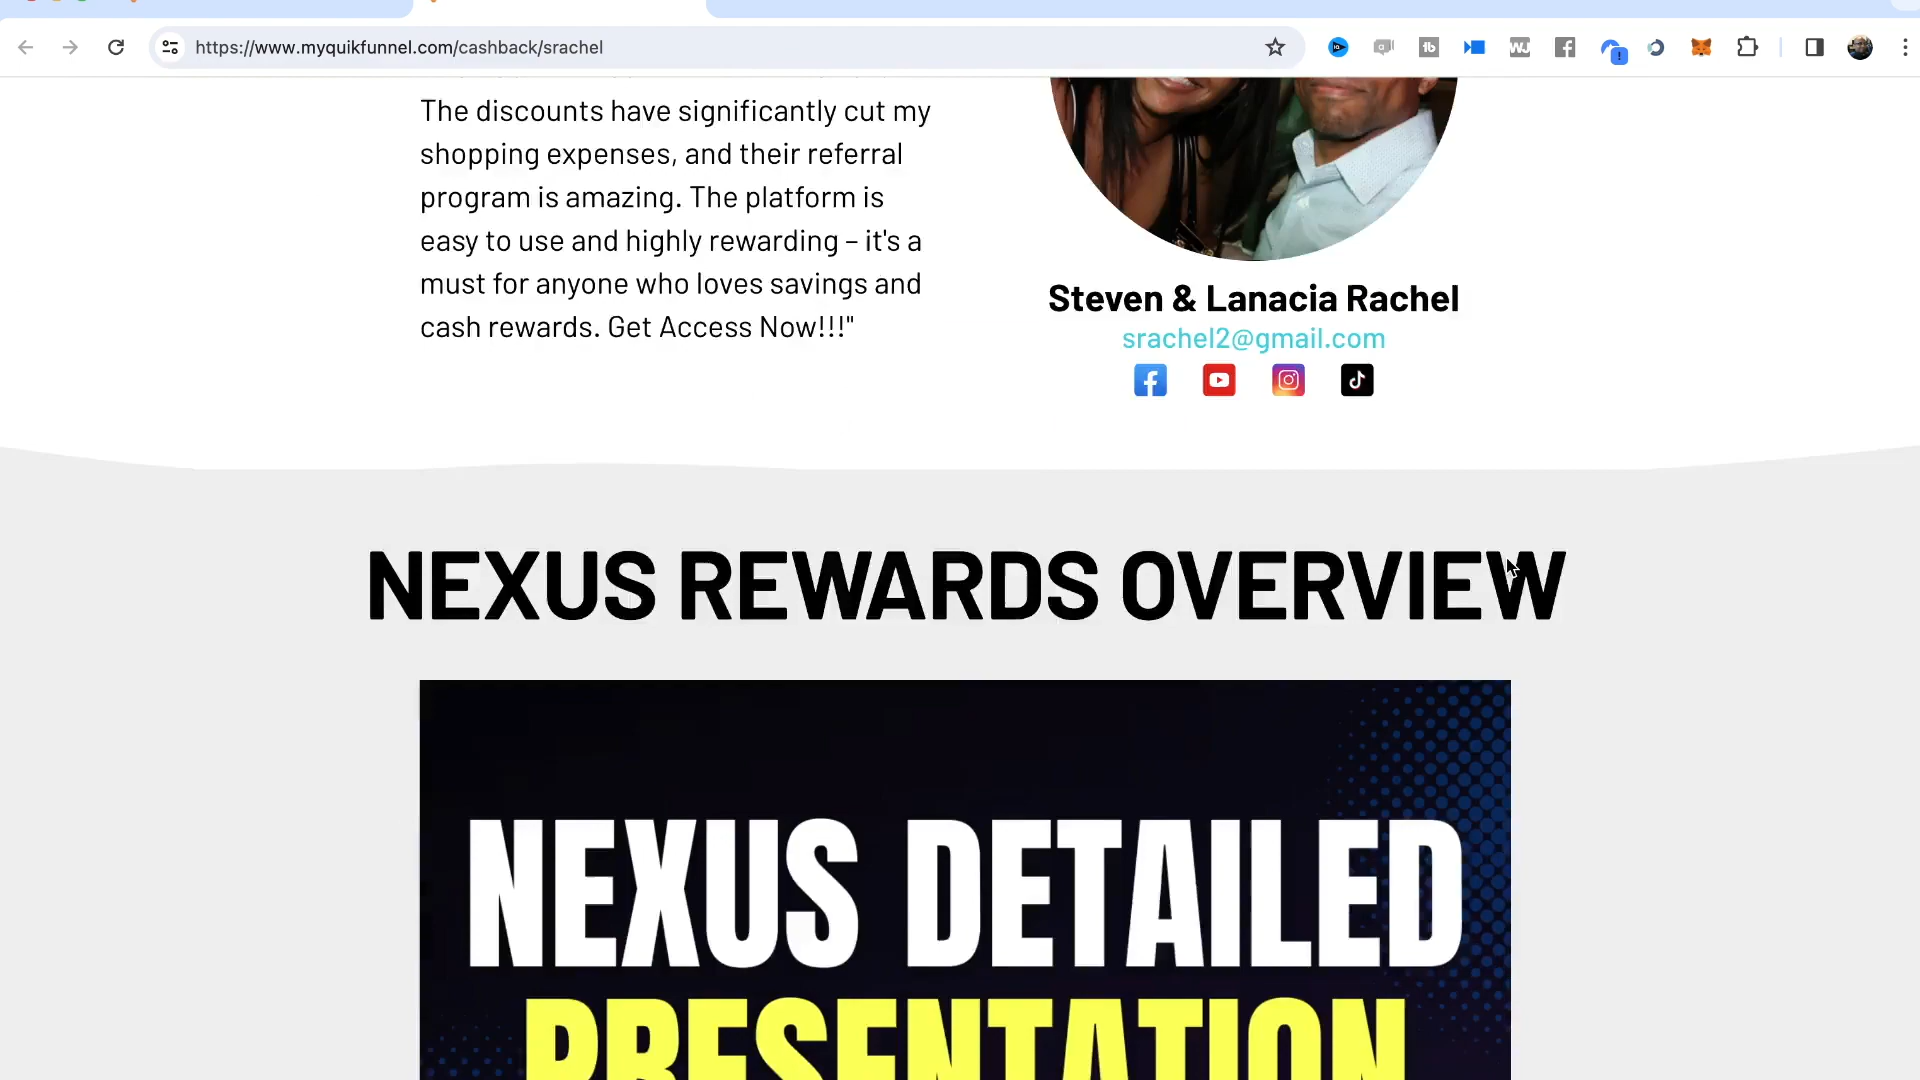 https://www.myquikfunnel.com/cashback/srachel
The discounts have significantly cut my
shopping expenses, and their referral
program is amazing. The platform is
easy to use and highly rewarding – it's a
must for anyone who loves savings and
cash rewards. Get Access Now!!!"
Steven & Lanacia Rachel
srachel2@gmail.com
NEXUS REWARDS OVERVIEW
NEXUS DETAILED
PRESENTATION